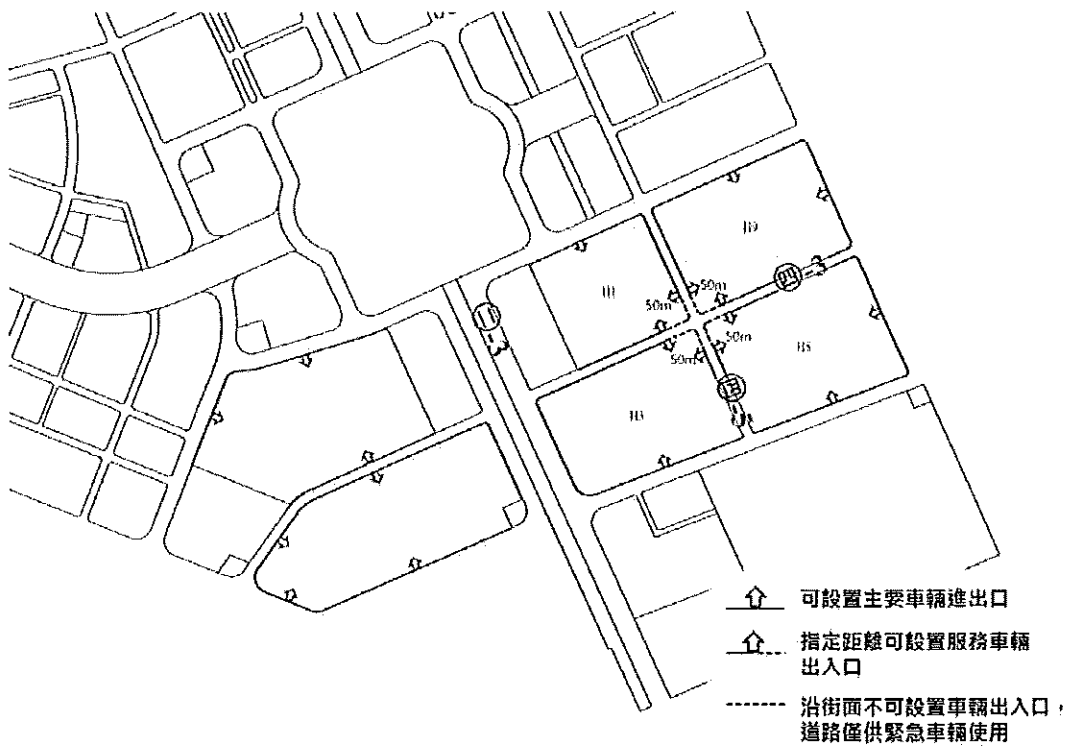 50m
四
50m
50m
50m
可設置主要車輛進出口
指定距離可設置服務車輛
出入口
沿街面不可設置車輛出入口，
道路僅供緊急車輛使用